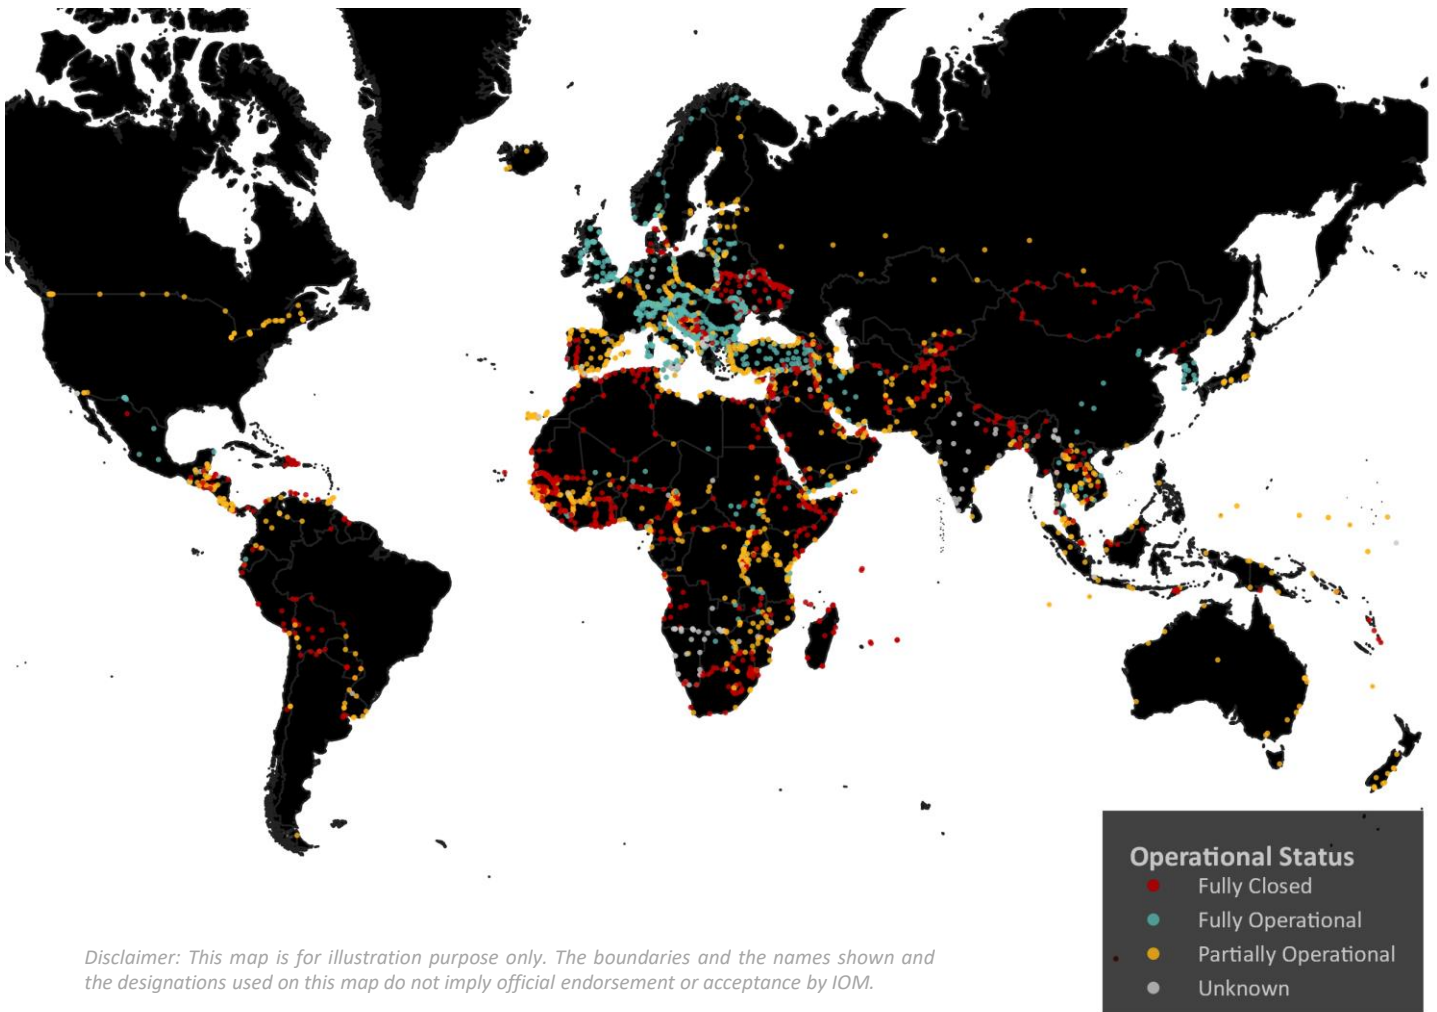 Operational Status
Fully Closed
Fully Operational
Partially Operational
Unknown
Disclaimer: This map is for illustration purpose only. The boundaries and the names shown and
the designations used on this map do not imply official endorsement or acceptance by IOM.